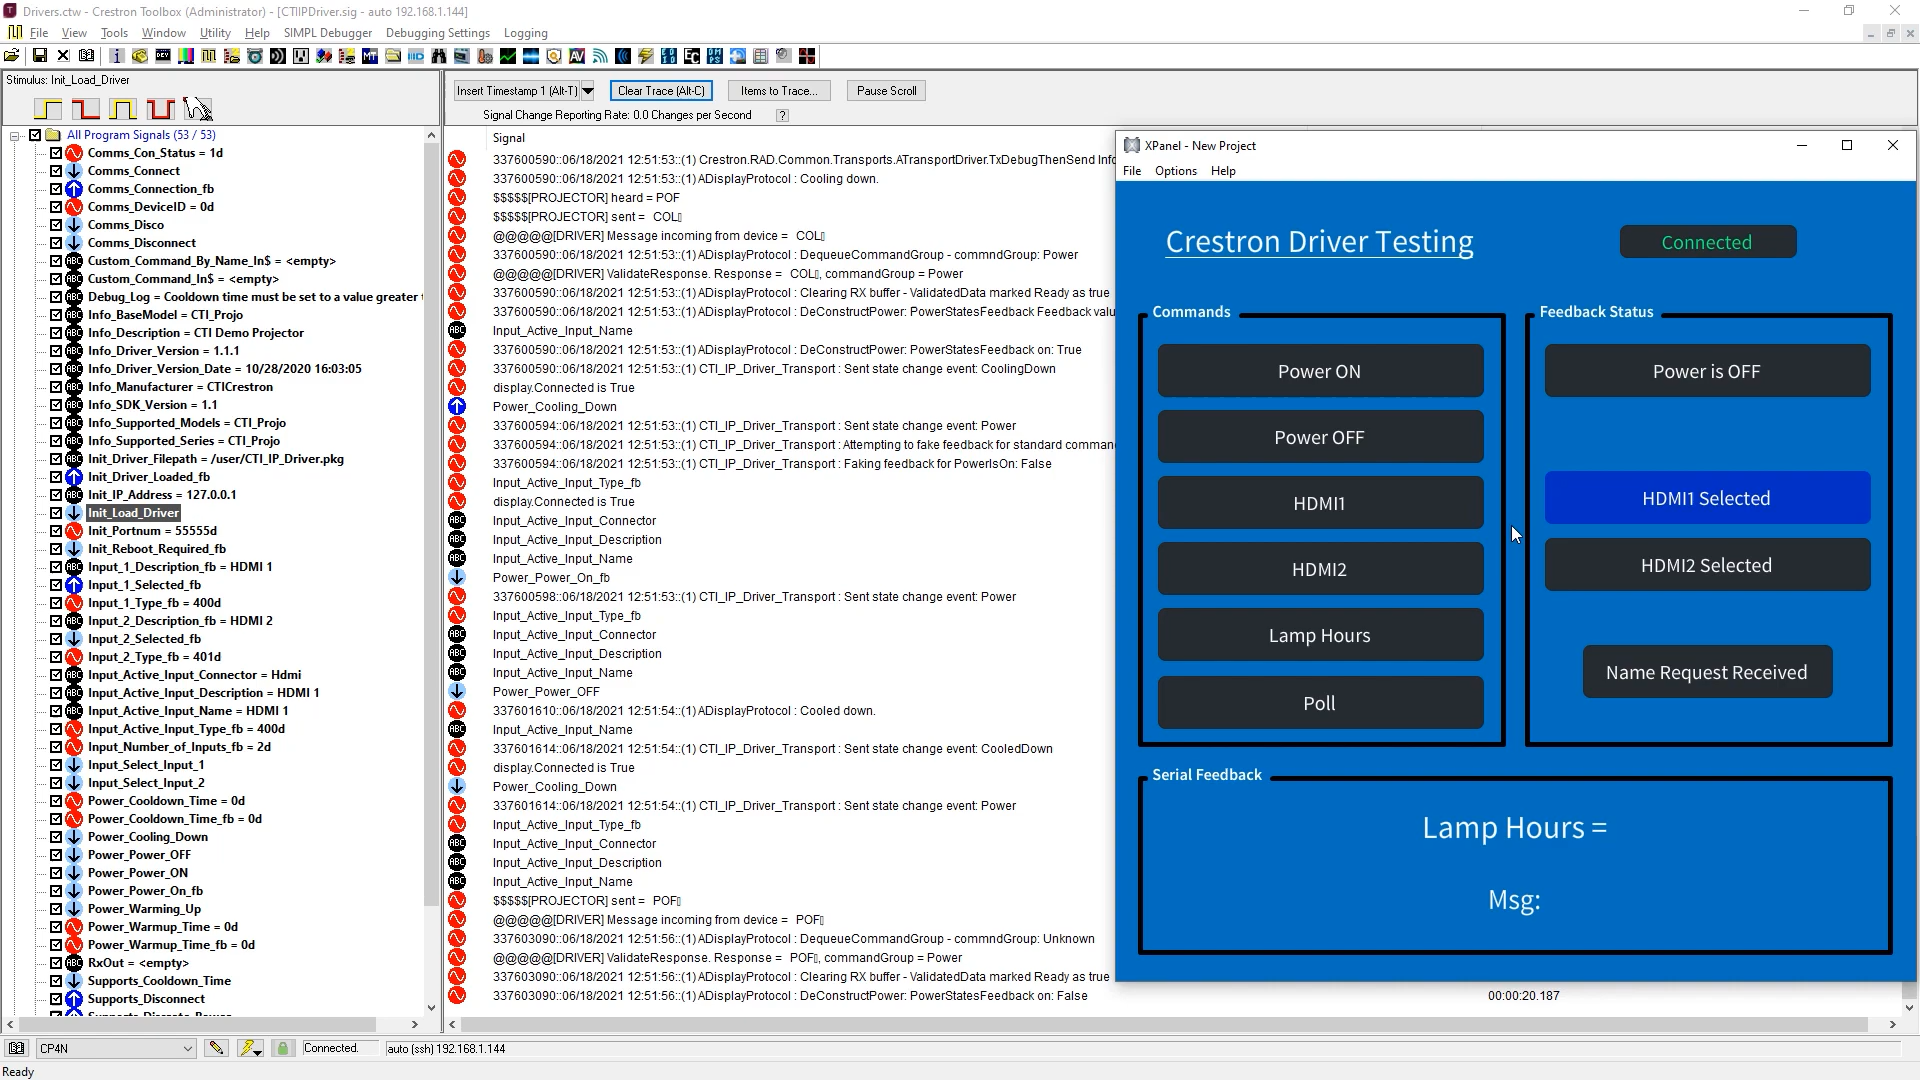 Drivers.ctw - Crestron Toolbox (Administrator) - [CTIIPDriver.sig - auto 192.168.1.144]
File View Tools Window Utility Help SIMPL Debugger Debugging Settings Logging
Stimulus: Init_Load_Driver
All Program Signals (53 / 53)
Comms_Con_Status = 1d
Comms_Connect
Comms_Connection_fb
Comms_DeviceID = 0d
Comms_Disco
Comms_Disconnect
Custom_Command_By_Name_In$ = <empty>
Custom_Command_In$ = <empty>
Debug_Log = Cooldown time must be set to a value greater
Info_BaseModel = CTI_Projo
Info_Description = CTI Demo Projector
Info_Driver_Version = 1.1.1
Info_Driver_Version_Date = 10/28/2020 16:03:05
Info_Manufacturer = CTICrestron
Info_SDK_Version = 1.1
Info_Supported_Models = CTI_Projo
Info_Supported_Series = CTI_Projo
Init_Driver_Filepath = /user/CTI_IP_Driver.pkg
Init_Driver_Loaded_fb
Init_IP_Address = 127.0.0.1
Init_Load_Driver
Init_Portnum = 55555d
Init_Reboot_Required_fb
Input_1_Description_fb = HDMI 1
Input_1_Selected_fb
Input_1_Type_fb = 400d
Input_2_Description_fb = HDMI 2
Input_2_Selected_fb
Input_2_Type_fb = 401d
Input_Active_Input_Connector = Hdmi
Input_Active_Input_Description = HDMI 1
Input_Active_Input_Name = HDMI 1
Input_Active_Input_Type_fb = 400d
Input_Number_of_Inputs_fb = 2d
Input_Select_Input_1
Input_Select_Input_2
Power_Cooldown_Time = 0d
Power_Cooldown_Time_fb = 0d
Power_Cooling_Down
Power_Power_OFF
Power_Power_ON
Power_Power_On_fb
Power_Warming_Up
Power_Warmup_Time = 0d
Power_Warmup_Time_fb = 0d
RxOut = <empty>
Supports_Cooldown_Time
Supports_Disconnect
Insert Timestamp 1 (Alt-T) Clear Trace (Alt-C) Items to Trace... Pause Scroll
Signal Change Reporting Rate: 0.0 Changes per Second ?
Signal
337600590::06/18/2021 12:51:53::(1) Crestron.RAD.Common.Transports.ATransportDriver.TxDebugThenSend Info
337600590::06/18/2021 12:51:53::(1) ADisplayProtocol : Cooling down.
$$$$$[PROJECTOR] heard = POF
$$$$$[PROJECTOR] sent = COL
@@@@@[DRIVER] Message incoming from device = COL
337600590::06/18/2021 12:51:53::(1) ADisplayProtocol : DequeueCommandGroup - commndGroup: Power
@@@@@[DRIVER] ValidateResponse. Response = COL, commandGroup = Power
337600590::06/18/2021 12:51:53::(1) ADisplayProtocol : Clearing RX buffer - ValidatedData marked Ready as true
337600590::06/18/2021 12:51:53::(1) ADisplayProtocol : DeConstructPower: PowerStatesFeedback Feedback valu
Input_Active_Input_Name
337600590::06/18/2021 12:51:53::(1) ADisplayProtocol : DeConstructPower: PowerStatesFeedback on: True
337600590::06/18/2021 12:51:53::(1) CTI_IP_Driver_Transport : Sent state change event: CoolingDown
display.Connected is True
Power_Cooling_Down
337600594::06/18/2021 12:51:53::(1) CTI_IP_Driver_Transport : Sent state change event: Power
337600594::06/18/2021 12:51:53::(1) CTI_IP_Driver_Transport : Attempting to fake feedback for standard comman
337600594::06/18/2021 12:51:53::(1) CTI_IP_Driver_Transport : Faking feedback for PowerIsOn: False
Input_Active_Input_Type_fb
display.Connected is True
Input_Active_Input_Connector
Input_Active_Input_Description
Input_Active_Input_Name
Power_Power_On_fb
337600598::06/18/2021 12:51:53::(1) CTI_IP_Driver_Transport : Sent state change event: Power
Input_Active_Input_Type_fb
Input_Active_Input_Connector
Input_Active_Input_Description
Input_Active_Input_Name
Power_Power_OFF
337601610::06/18/2021 12:51:54::(1) ADisplayProtocol : Cooled down.
Input_Active_Input_Name
337601614::06/18/2021 12:51:54::(1) CTI_IP_Driver_Transport : Sent state change event: CooledDown
display.Connected is True
Power_Cooling_Down
337601614::06/18/2021 12:51:54::(1) CTI_IP_Driver_Transport : Sent state change event: Power
Input_Active_Input_Type_fb
Input_Active_Input_Connector
Input_Active_Input_Description
Input_Active_Input_Name
$$$$$[PROJECTOR] sent = POF
@@@@@[DRIVER] Message incoming from device = POF
337603090::06/18/2021 12:51:56::(1) ADisplayProtocol : DequeueCommandGroup - commndGroup: Unknown
@@@@@[DRIVER] ValidateResponse. Response = POF, commandGroup = Power
337603090::06/18/2021 12:51:56::(1) ADisplayProtocol : Clearing RX buffer - ValidatedData marked Ready as true
337603090::06/18/2021 12:51:56::(1) ADisplayProtocol : DeConstructPower: PowerStatesFeedback on: False 00:00:20.187
XPanel - New Project
File Options Help
Crestron Driver Testing
Connected
Commands
Power ON
Power OFF
HDMI1
HDMI2
Lamp Hours
Poll
Feedback Status
Power is OFF
HDMI1 Selected
HDMI2 Selected
Name Request Received
Serial Feedback
Lamp Hours =
Msg:
CP4N Connected. auto (ssh) 192.168.1.144
Ready